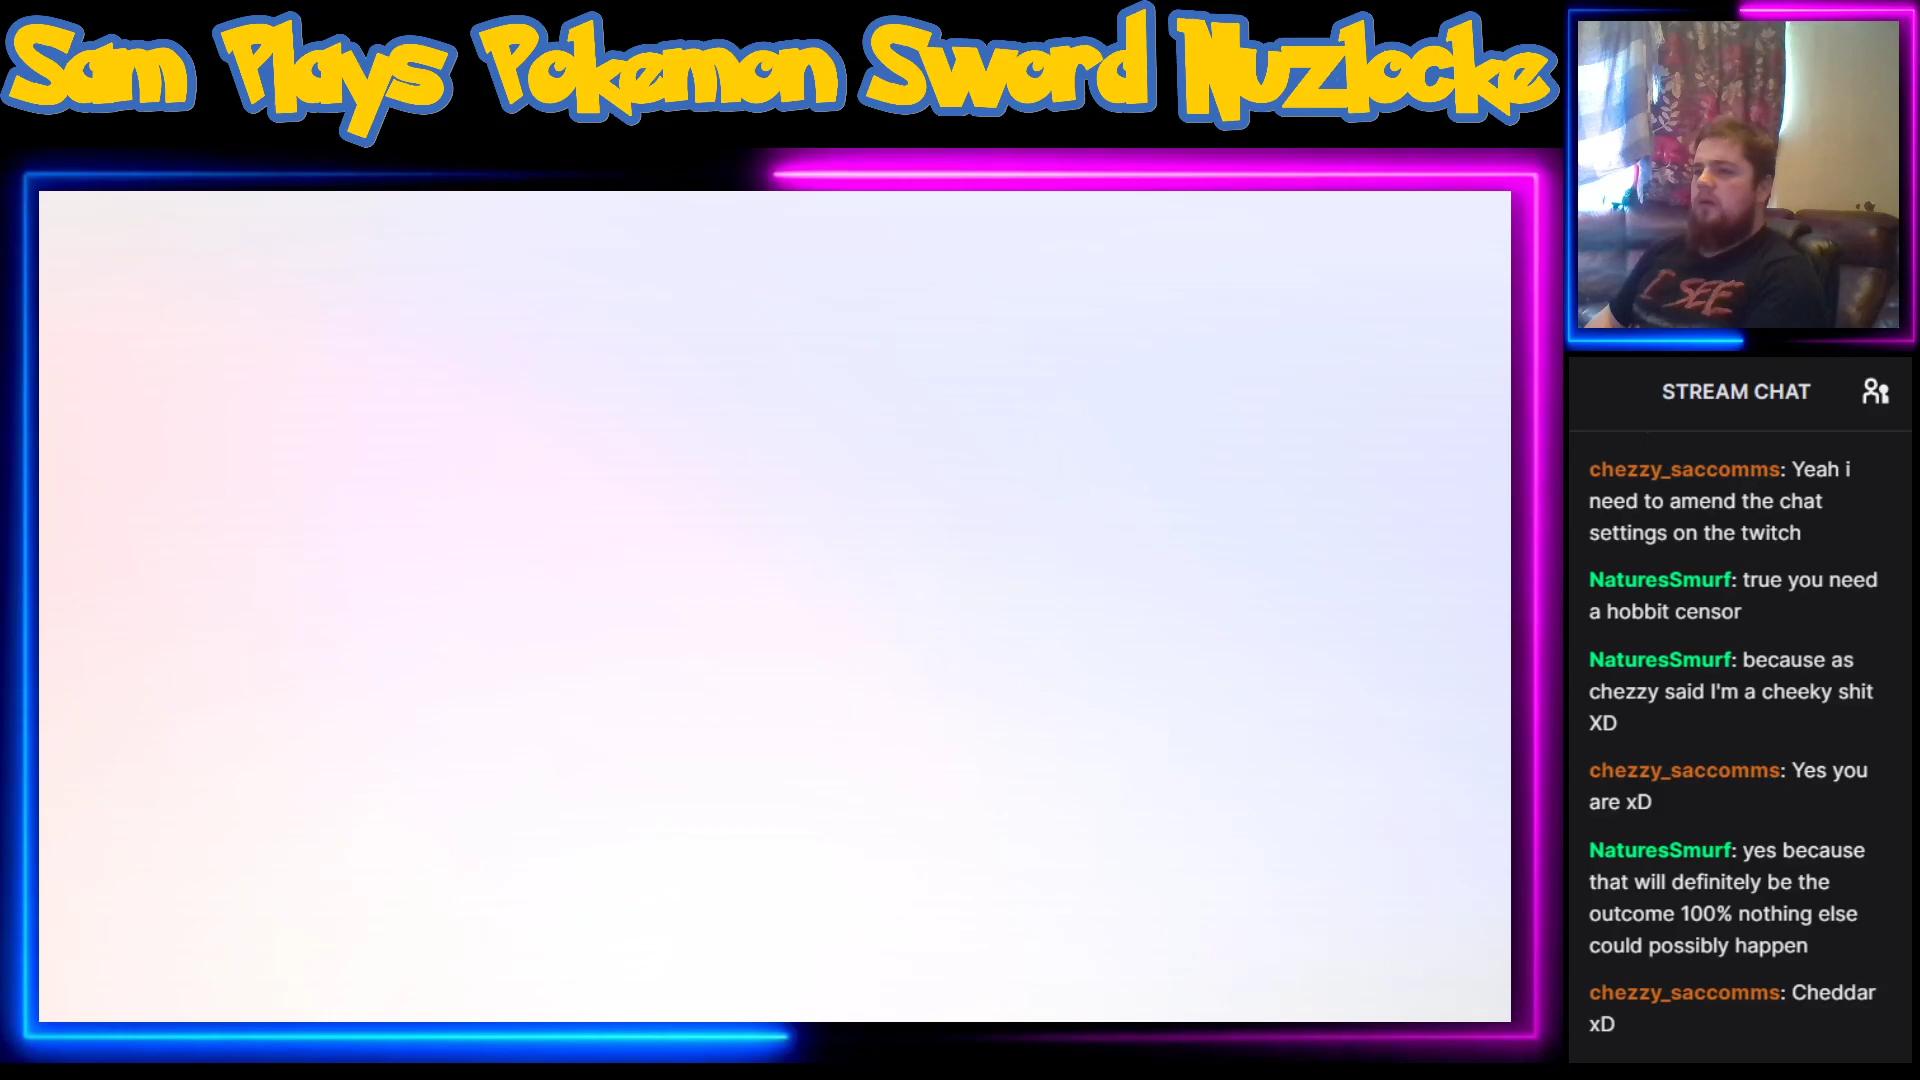 Sam Plays Pokemon Sword Nuzlocke
I SEE
STREAM CHAT
chezzy_saccomms: Yeah i
need to amend the chat
settings on the twitch
NaturesSmurf: true you need
a hobbit censor
NaturesSmurf: because as
chezzy said I'm a cheeky shit
XD
chezzy_saccomms: Yes you
are xD
NaturesSmurf: yes because
that will definitely be the
outcome 100% nothing else
could possibly happen
chezzy_saccomms: Cheddar
xD